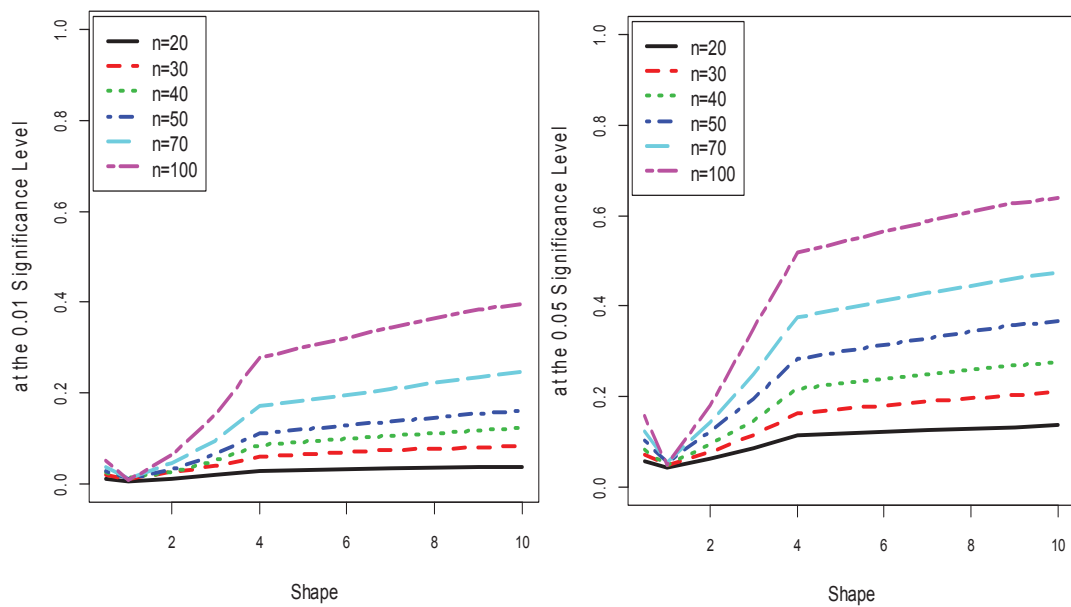 at the 0.01 Significance Level
1.0
0.8
0.6
0.4
0.2
0.0
n=20
n=30
n=40
n=50
n=70
n=100
2 4 6 8 10
Shape
at the 0.05 Significance Level
1.0
0.8
0.6
0.4
0.2
0.0
n=20
n=30
n=40
n=50
n=70
n=100
2 4 6 8 10
Shape